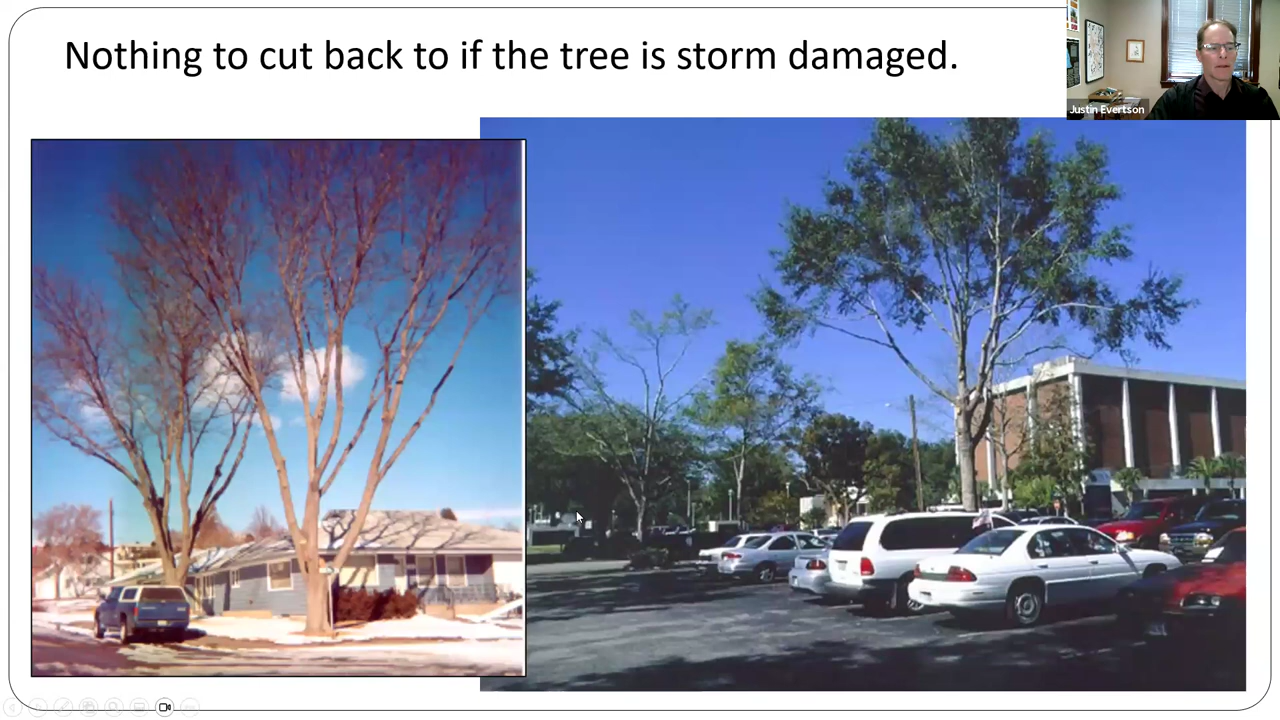 Nothing to cut back to if the tree is storm damaged.
Justin Evertson